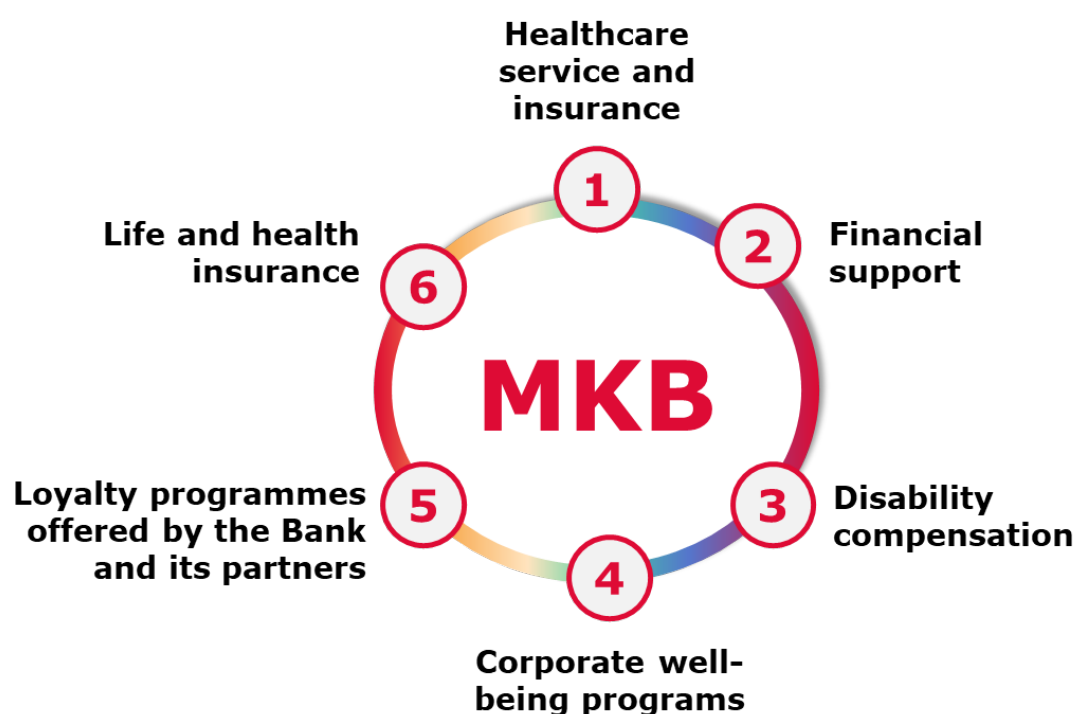 Healthcare
service and
insurance
1
2
Financial
support
3
Disability
compensation
4
Corporate well-
being programs
5
Loyalty programmes
offered by the Bank
and its partners
6
Life and health
insurance
MKB